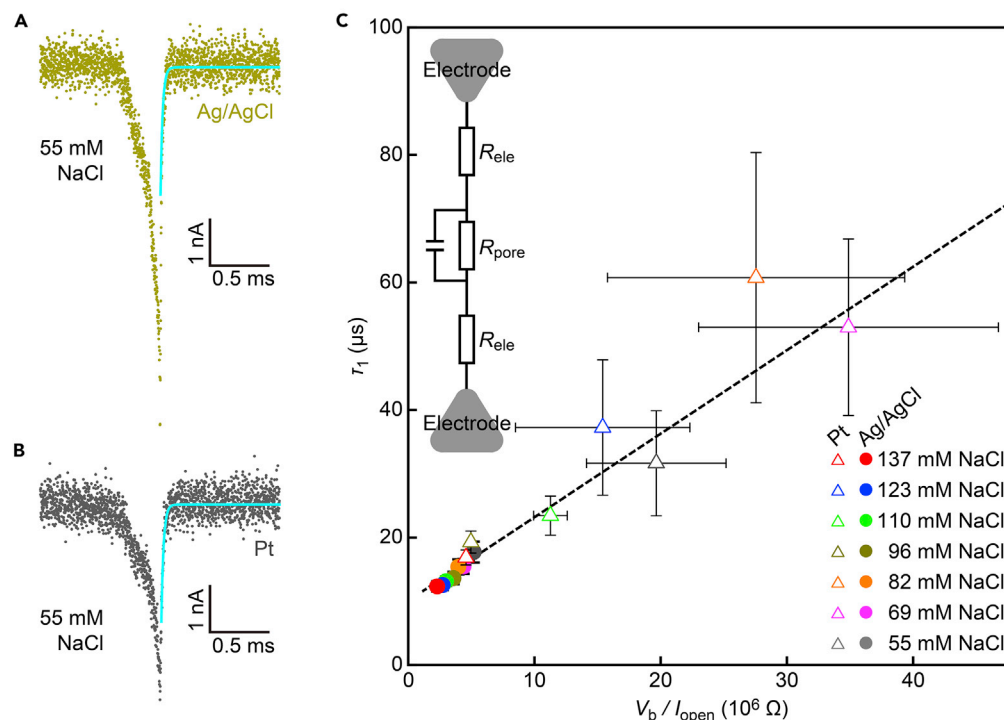 A
Ag/AgCl
55 mM
NaCl
1 nA
0.5 ms
B
Pt
55 mM
NaCl
1 nA
0.5 ms
C
100
80
60
40
20
0
τ1 (μs)
Electrode
Rele
Rpore
Rele
Electrode
Pt Ag/AgCl
137 mM NaCl
123 mM NaCl
110 mM NaCl
96 mM NaCl
82 mM NaCl
69 mM NaCl
55 mM NaCl
0 10 20 30 40
Vb / Iopen (10⁶ Ω)